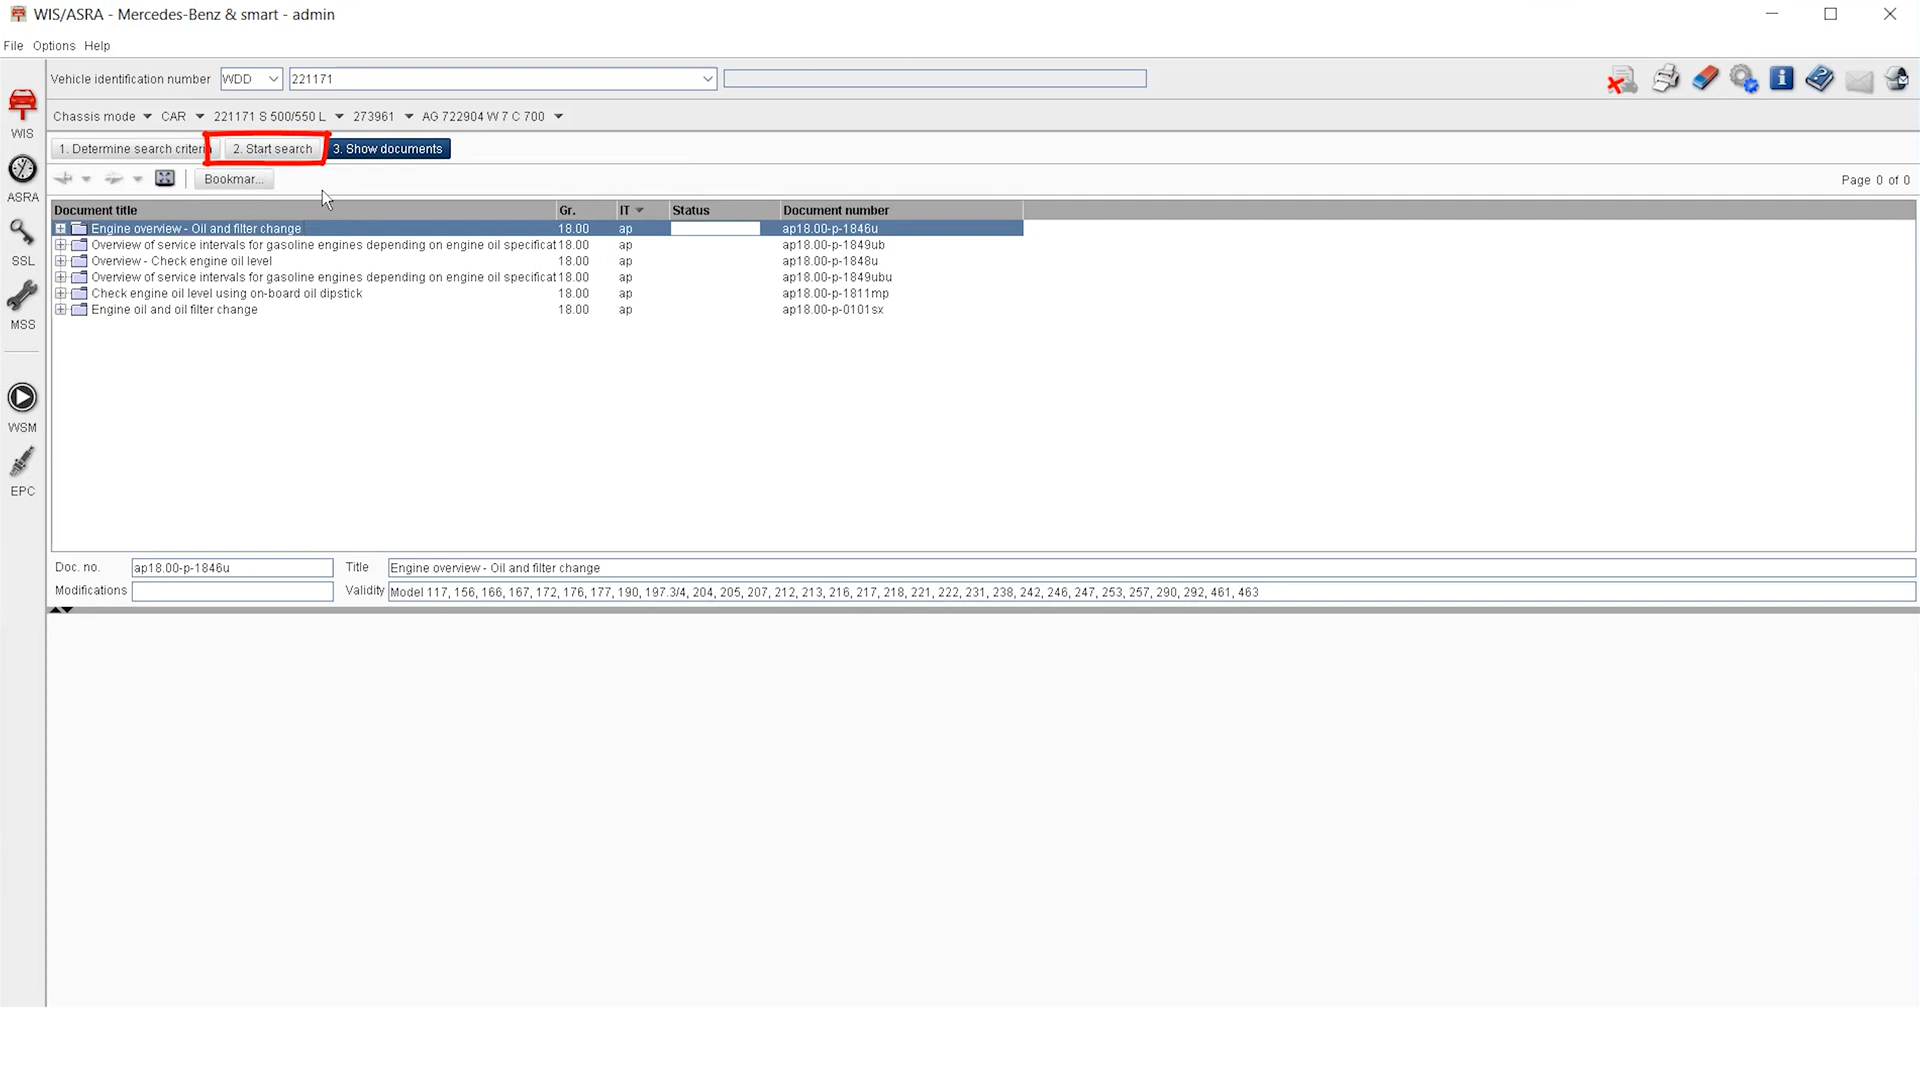 WIS/ASRA - Mercedes-Benz & smart - admin
File Options Help
Vehicle identification number WDD 221171
Chassis mode CAR 221171 S 500/550 L 273961 AG 722904 W 7 C 700
1. Determine search criteri 2. Start search 3. Show documents
Bookmar... Page 0 of 0
WIS
ASRA
SSL
MSS
WSM
EPC
Document title Gr. IT Status Document number
Engine overview - Oil and filter change 18.00 ap ap18.00-p-1846u
Overview of service intervals for gasoline engines depending on engine oil specificat 18.00 ap ap18.00-p-1849ub
Overview - Check engine oil level 18.00 ap ap18.00-p-1848u
Overview of service intervals for gasoline engines depending on engine oil specificat 18.00 ap ap18.00-p-1849ubu
Check engine oil level using on-board oil dipstick 18.00 ap ap18.00-p-1811mp
Engine oil and oil filter change 18.00 ap ap18.00-p-0101sx
Doc. no. ap18.00-p-1846u Title Engine overview - Oil and filter change
Modifications Validity Model 117, 156, 166, 167, 172, 176, 177, 190, 197.3/4, 204, 205, 207, 212, 213, 216, 217, 218, 221, 222, 231, 238, 242, 246, 247, 253, 257, 290, 292, 461, 463